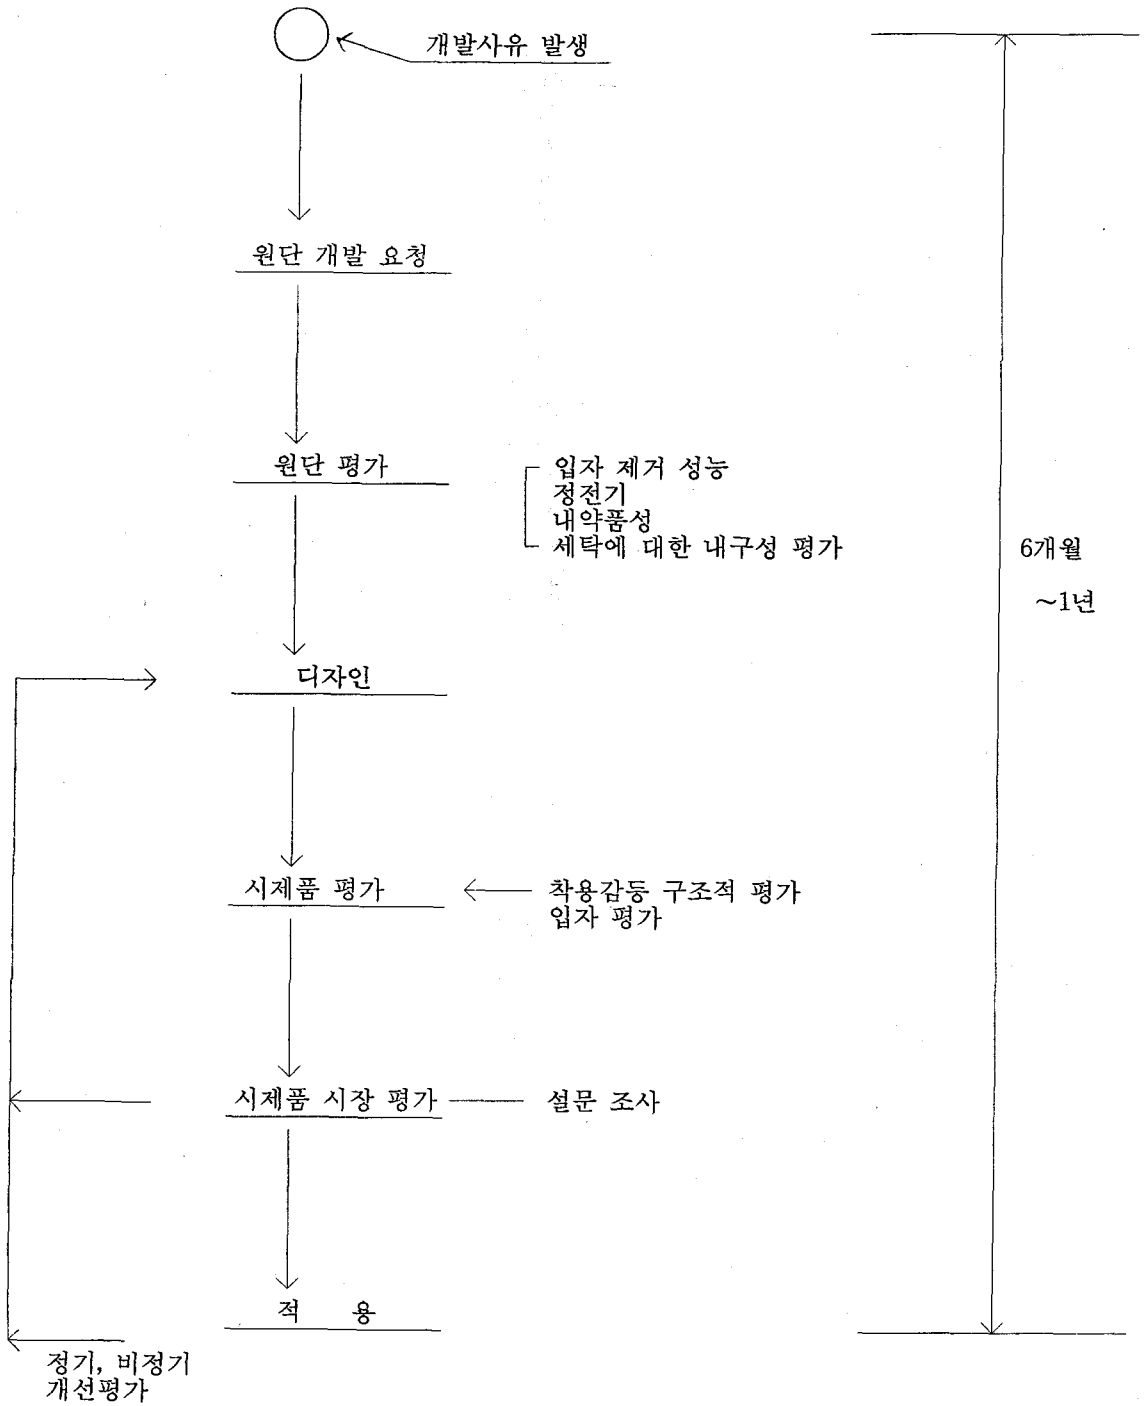 개발사유 발생
원단 개발 요청
원단 평가
입자 제거 성능
정전기
내약품성
세탁에 대한 내구성 평가
6개월
~1년
디자인
시제품 평가
착용감등 구조적 평가
입자 평가
시제품 시장 평가
설문 조사
적 용
정기, 비정기
개선평가